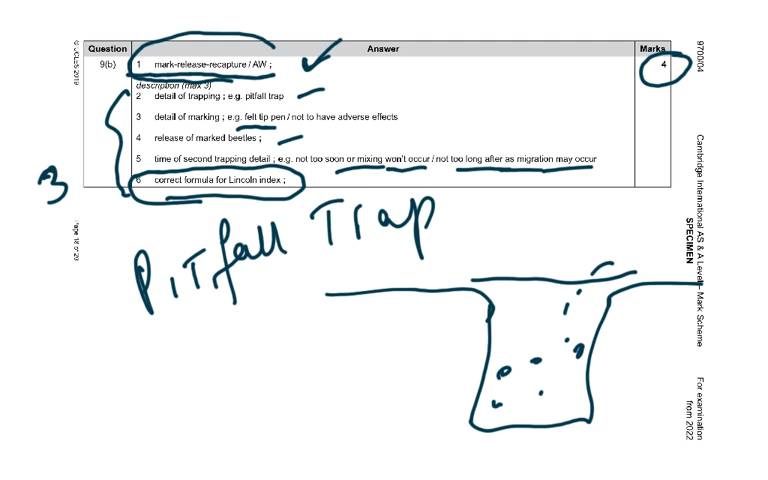 Question Answer Marks
9(b) 1 mark-release-recapture / AW ; 4
description (max 3)
2 detail of trapping ; e.g. pitfall trap
3 detail of marking ; e.g. felt tip pen / not to have adverse effects
4 release of marked beetles ;
5 time of second trapping detail ; e.g. not too soon or mixing won't occur / not too long after as migration may occur
6 correct formula for Lincoln index ;
3
PiTfall Trap
© UCLES 2019
Page 18 of 20
9700/04
Cambridge International AS & A Level – Mark Scheme
SPECIMEN
For examination
from 2022